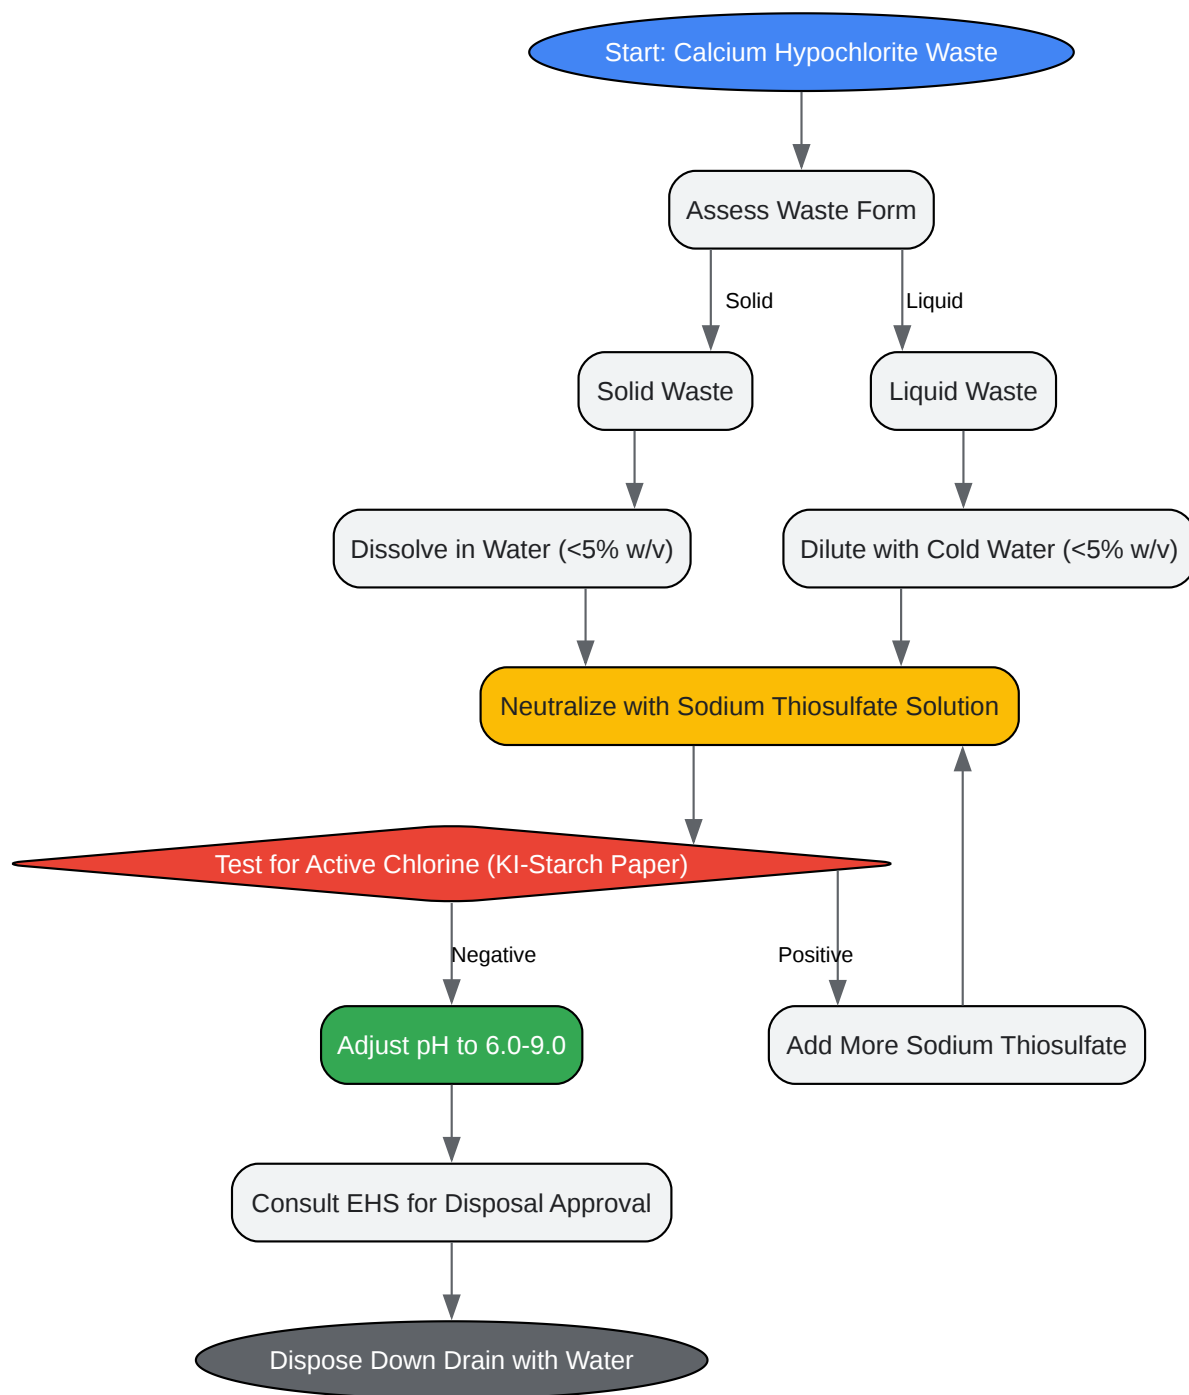 Start: Calcium Hypochlorite Waste
Assess Waste Form
Solid
Liquid
Solid Waste
Liquid Waste
Dissolve in Water (<5% w/v)
Dilute with Cold Water (<5% w/v)
Neutralize with Sodium Thiosulfate Solution
Test for Active Chlorine (KI-Starch Paper)
Negative
Positive
Adjust pH to 6.0-9.0
Add More Sodium Thiosulfate
Consult EHS for Disposal Approval
Dispose Down Drain with Water